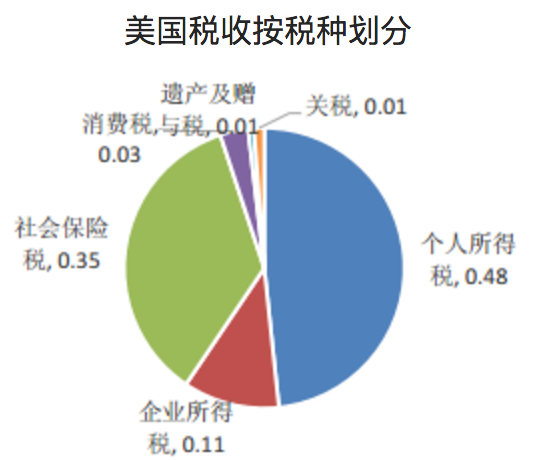 美国税收按税种划分
遗产及赠
与税, 0.01
关税, 0.01
消费税,
0.03
社会保险
税, 0.35
个人所得
税, 0.48
企业所得
税, 0.11